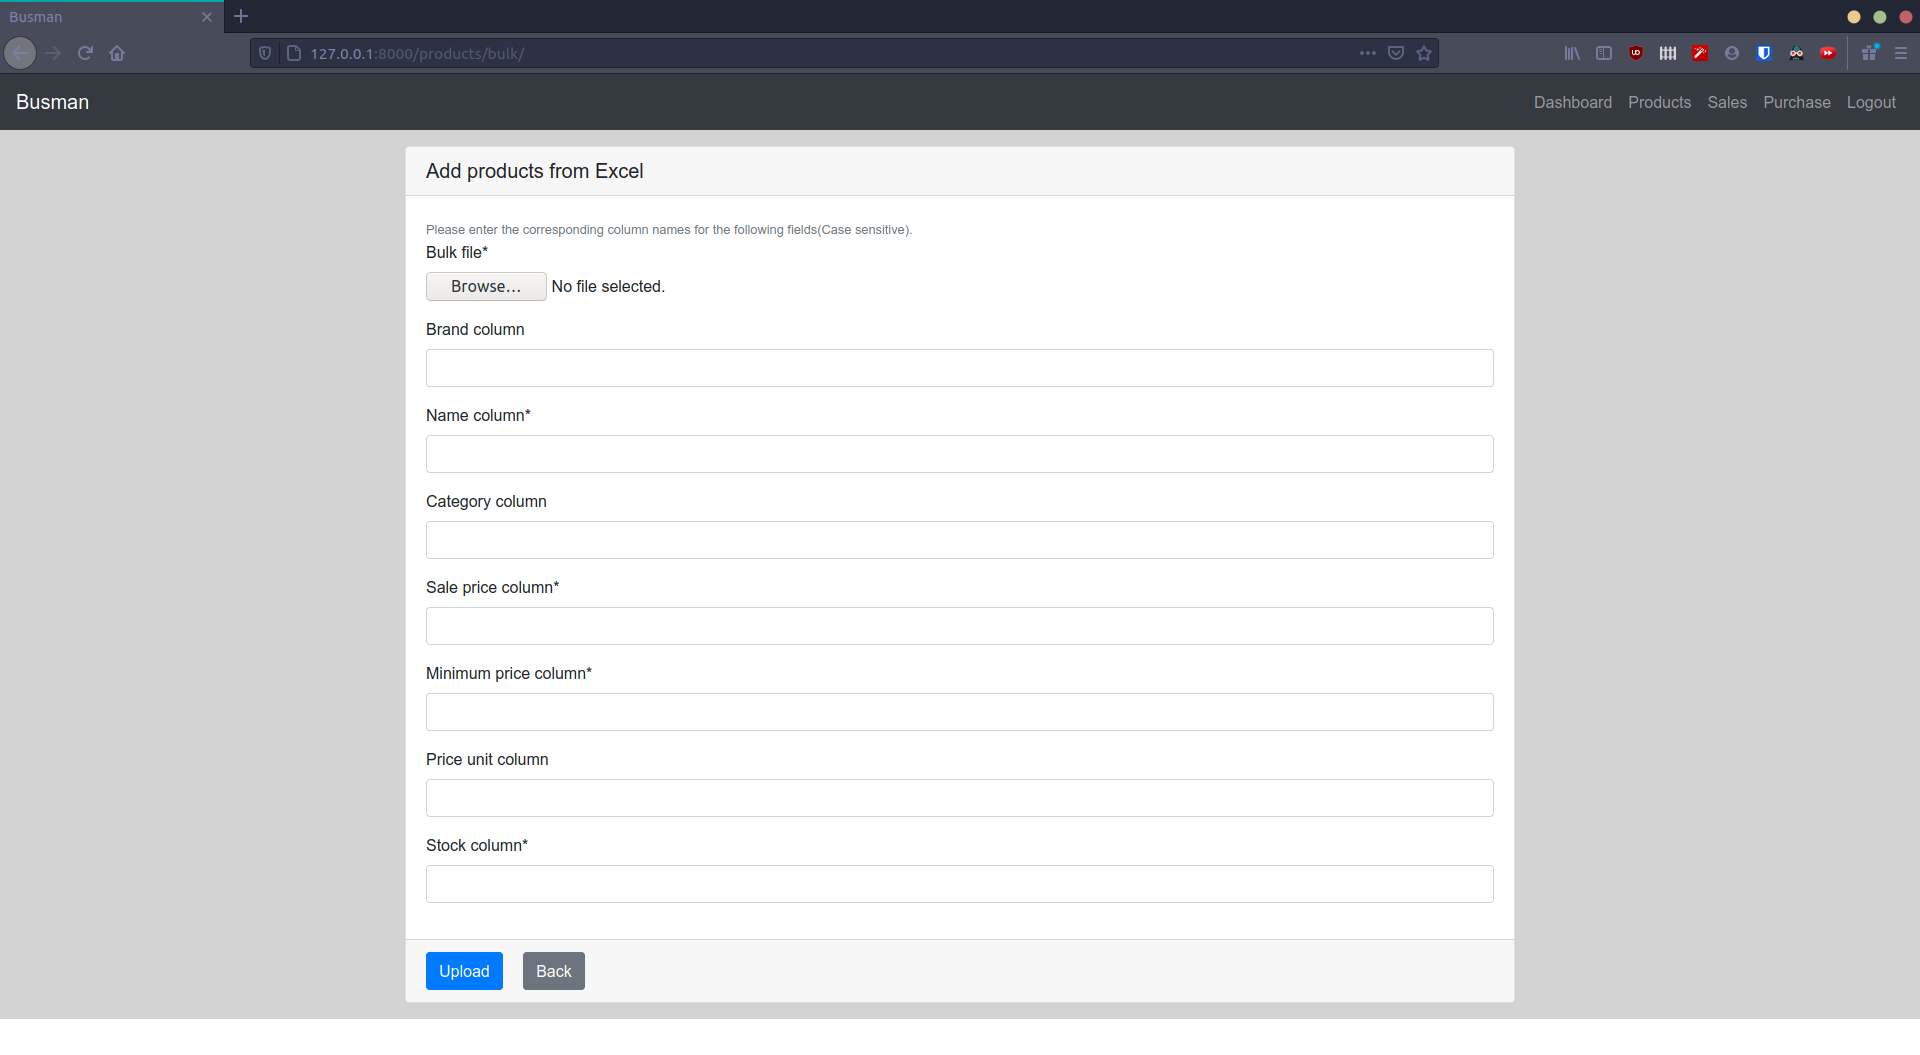 Busman
127.0.0.1:8000/products/bulk/
Busman
Dashboard Products Sales Purchase Logout
Add products from Excel
Please enter the corresponding column names for the following fields(Case sensitive).
Bulk file*
Browse... No file selected.
Brand column
Name column*
Category column
Sale price column*
Minimum price column*
Price unit column
Stock column*
Upload Back